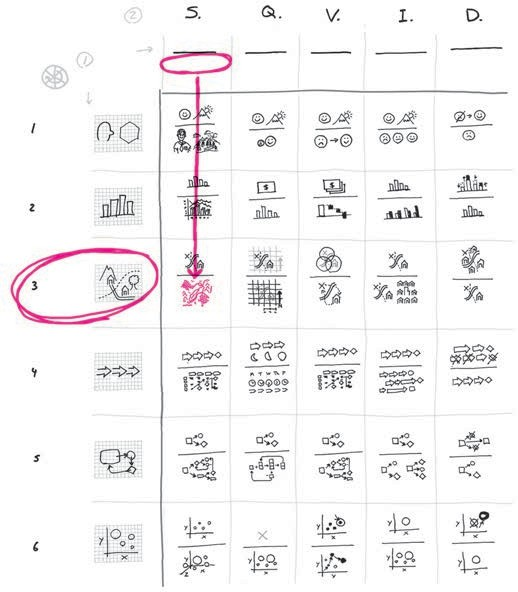 ② S. Q. V. I. D.
①
1
2
$ $
3
4
M T W T F
5
6
y x
y x
y x
y x
y x
x
y x
y x z
y x
y x
y x
y x